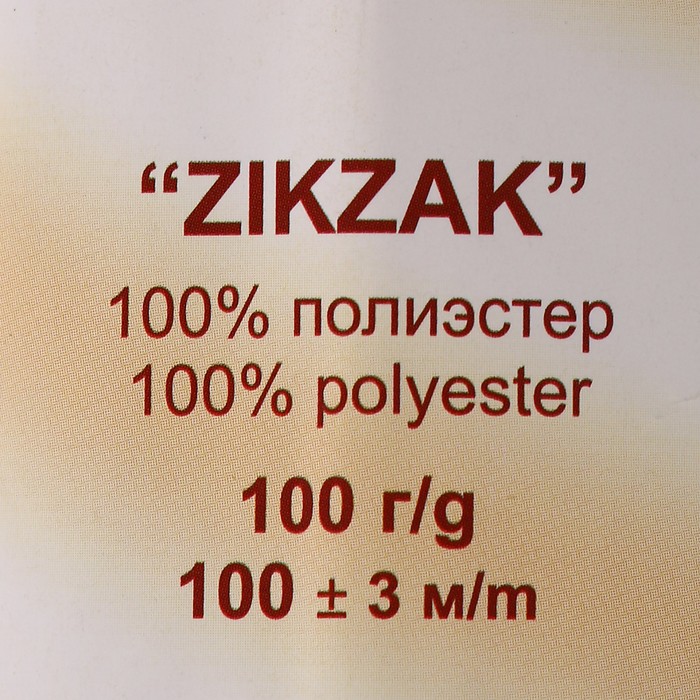 “ZIKZAK”
100% полиэстер
100% polyester
100 г/g
100 ± 3 м/m